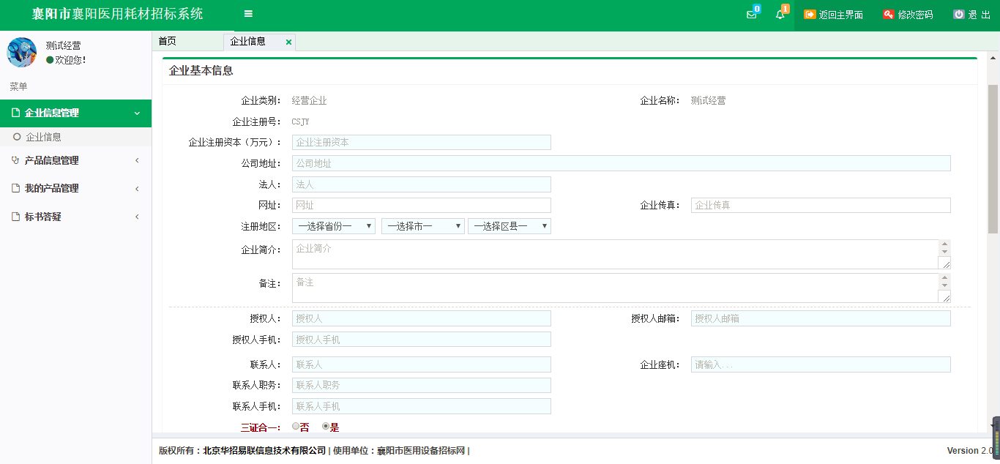 襄阳市襄阳医用耗材招标系统
0
1
返回主界面
修改密码
退 出
测试经营
欢迎您!
菜单
企业信息管理
企业信息
产品信息管理
我的产品管理
标书答疑
首页
企业信息
企业基本信息
企业类别： 经营企业 企业名称： 测试经营
企业注册号： CSJY
企业注册资本（万元）： 企业注册资本
公司地址： 公司地址
法人： 法人
网址： 网址 企业传真： 企业传真
注册地区： 一选择省份一 一选择市一 一选择区县一
企业简介： 企业简介
备注： 备注
授权人： 授权人 授权人邮箱： 授权人邮箱
授权人手机： 授权人手机
联系人： 联系人 企业座机： 请输入...
联系人职务： 联系人职务
联系人手机： 联系人手机
三证合一： 否 是
版权所有：北京华招易联信息技术有限公司 | 使用单位：襄阳市医用设备招标网 | Version 2.0